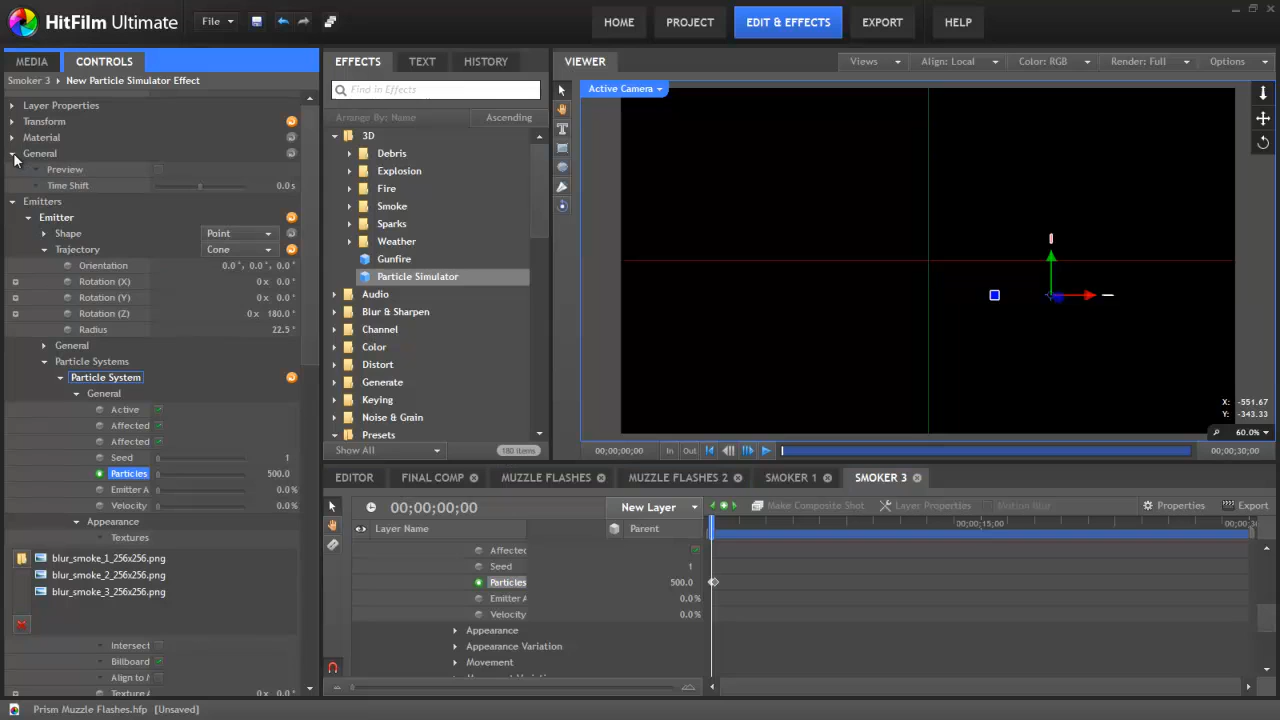 HitFilm Ultimate
File
HOME
PROJECT
EDIT & EFFECTS
EXPORT
HELP
MEDIA
CONTROLS
Smoker 3 New Particle Simulator Effect
Layer Properties
Transform
Material
General
Preview
Time Shift 0.0 s
Emitters
Emitter
Shape Point
Trajectory Cone
Orientation 0.0°, 0.0°, 0.0°
Rotation (X) 0 x 0.0 °
Rotation (Y) 0 x 0.0 °
Rotation (Z) 0 x 180.0 °
Radius 22.5 °
General
Particle Systems
Particle System
General
Active
Affected
Affected
Seed 1
Particles 500.0
Emitter A 0.0 %
Velocity 0.0 %
Appearance
Textures
blur_smoke_1_256x256.png
blur_smoke_2_256x256.png
blur_smoke_3_256x256.png
Intersect
Billboard
Align to
Texture 0 x 0.0 °
EFFECTS
TEXT
HISTORY
Find in Effects
Arrange By: Name Ascending
3D
Debris
Explosion
Fire
Smoke
Sparks
Weather
Gunfire
Particle Simulator
Audio
Blur & Sharpen
Channel
Color
Distort
Generate
Keying
Noise & Grain
Presets
Show All 180 items
VIEWER
Views
Align: Local
Color: RGB
Render: Full
Options
Active Camera
X: -551.67
Y: -343.33
60.0%
00;00;00;00
In
Out
00;00;30;00
EDITOR
FINAL COMP
MUZZLE FLASHES
MUZZLE FLASHES 2
SMOKER 1
SMOKER 3
00;00;00;00
New Layer
Make Composite Shot
Layer Properties
Motion Blur
Properties
Export
Layer Name
Parent
00;00;15;00
Affected
Seed 1
Particles 500.0
Emitter A 0.0 %
Velocity 0.0 %
Appearance
Appearance Variation
Movement
Prism Muzzle Flashes.hfp [Unsaved]